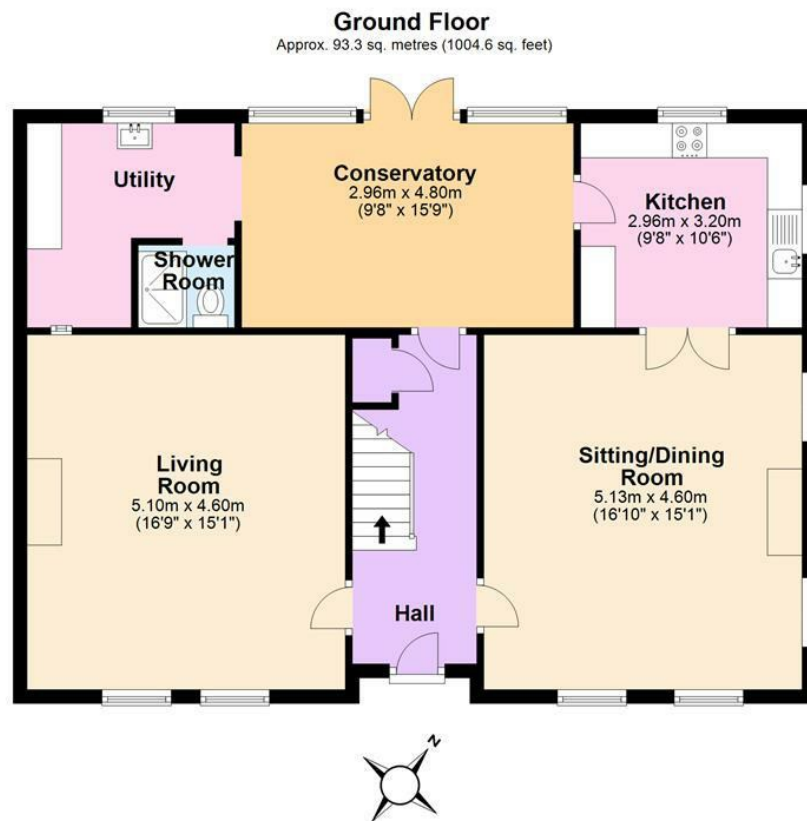 Ground Floor
Approx. 93.3 sq. metres (1004.6 sq. feet)
Utility
Conservatory
2.96m x 4.80m
(9'8" x 15'9")
Kitchen
2.96m x 3.20m
(9'8" x 10'6")
Shower
Room
Living
Room
5.10m x 4.60m
(16'9" x 15'1")
Sitting/Dining
Room
5.13m x 4.60m
(16'10" x 15'1")
Hall
N